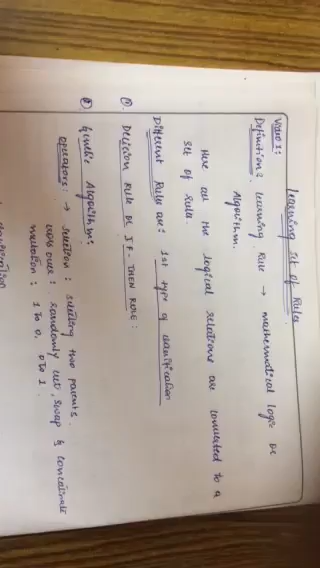 Learning set of Rules
Video 1:
Definition: learning Rule → mathematical logic or
Algorithm.
Here all the logical relations are converted to a
set of rules.
Different Rules are: 1st type of classification
① Decision Rule or IF-THEN RULE:
② Genetic Algorithm:
operators: → selection: selecting two parents.
cross over: randomly cut, swap & concatinate
mutation: 1 to 0, 0 to 1.